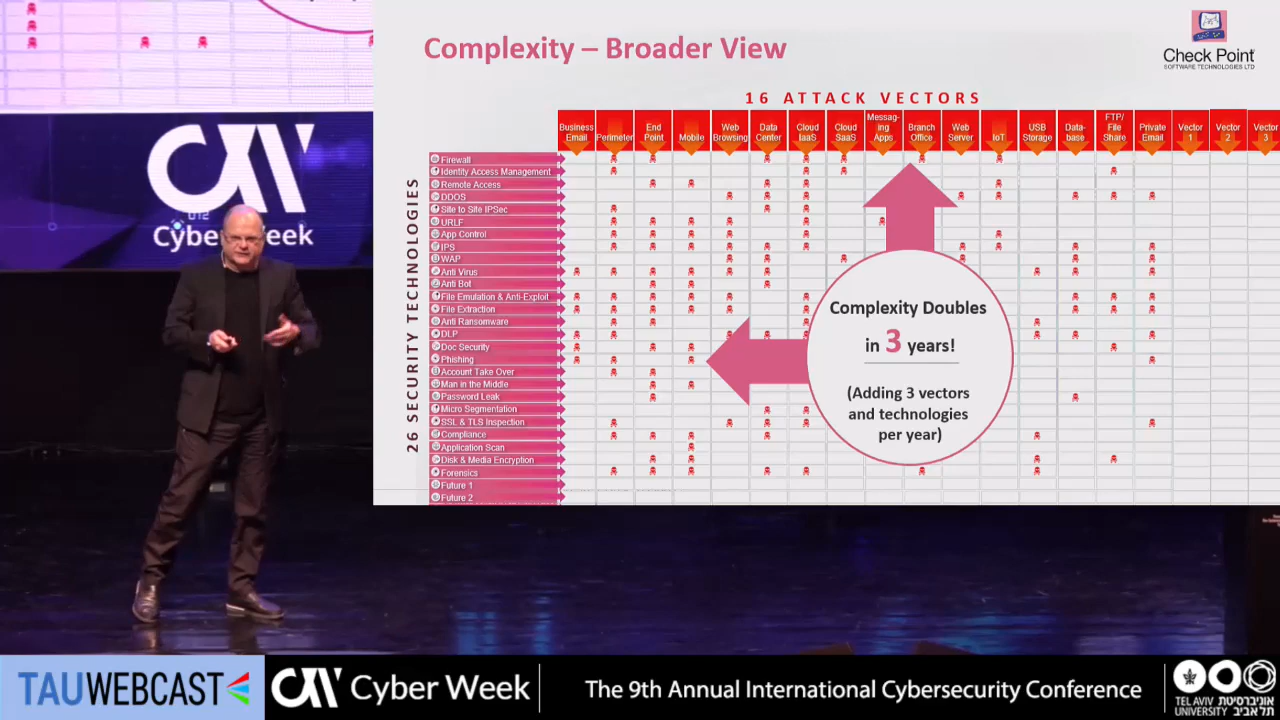 Complexity – Broader View
Check Point
SOFTWARE TECHNOLOGIES LTD
16 ATTACK VECTORS
Business Email
Perimeter
End Point
Mobile
Web Browsing
Data Center
Cloud IaaS
Cloud SaaS
Messag-ing Apps
Branch Office
Web Server
IoT
USB Storage
Data-base
FTP/ File Share
Private Email
Vector 1
Vector 2
Vector 3
26 SECURITY TECHNOLOGIES
Firewall
Identity Access Management
Remote Access
DDOS
Site to Site IPSec
URLF
App Control
IPS
WAP
Anti Virus
Anti Bot
File Emulation & Anti-Exploit
File Extraction
Anti Ransomware
DLP
Doc Security
Phishing
Account Take Over
Man in the Middle
Password Leak
Micro Segmentation
SSL & TLS Inspection
Compliance
Application Scan
Disk & Media Encryption
Forensics
Future 1
Future 2
Complexity Doubles
in 3 years!
(Adding 3 vectors
and technologies
per year)
Cyber Week
TAUWEBCAST
Cyber Week
The 9th Annual International Cybersecurity Conference
TEL AVIV אוניברסיטת
UNIVERSITY תל אביב